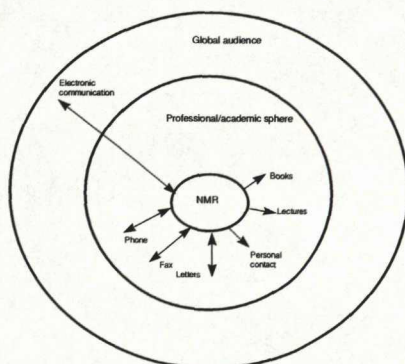 Global audience
Electronic
communication
Professional/academic sphere
NMR
Books
Lectures
Personal
contact
Letters
Fax
Phone